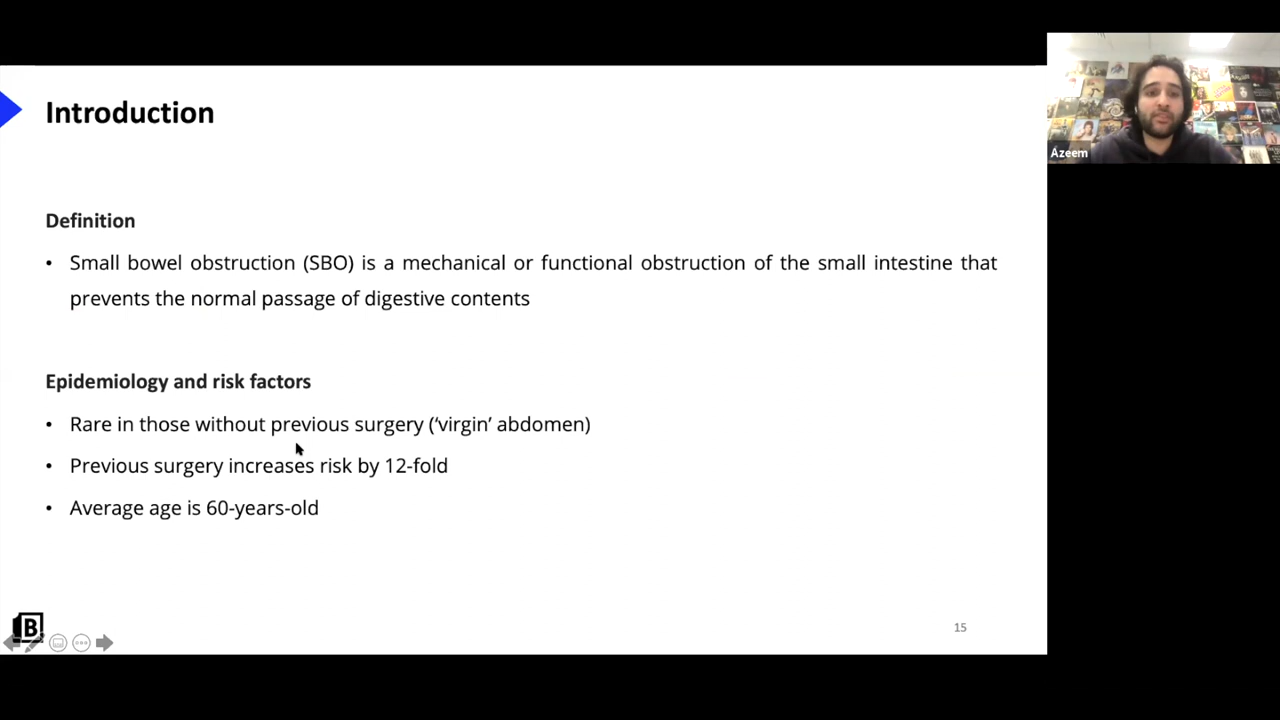 Introduction
Azeem
Definition
• Small bowel obstruction (SBO) is a mechanical or functional obstruction of the small intestine that
prevents the normal passage of digestive contents
Epidemiology and risk factors
• Rare in those without previous surgery (‘virgin’ abdomen)
• Previous surgery increases risk by 12-fold
• Average age is 60-years-old
B
15